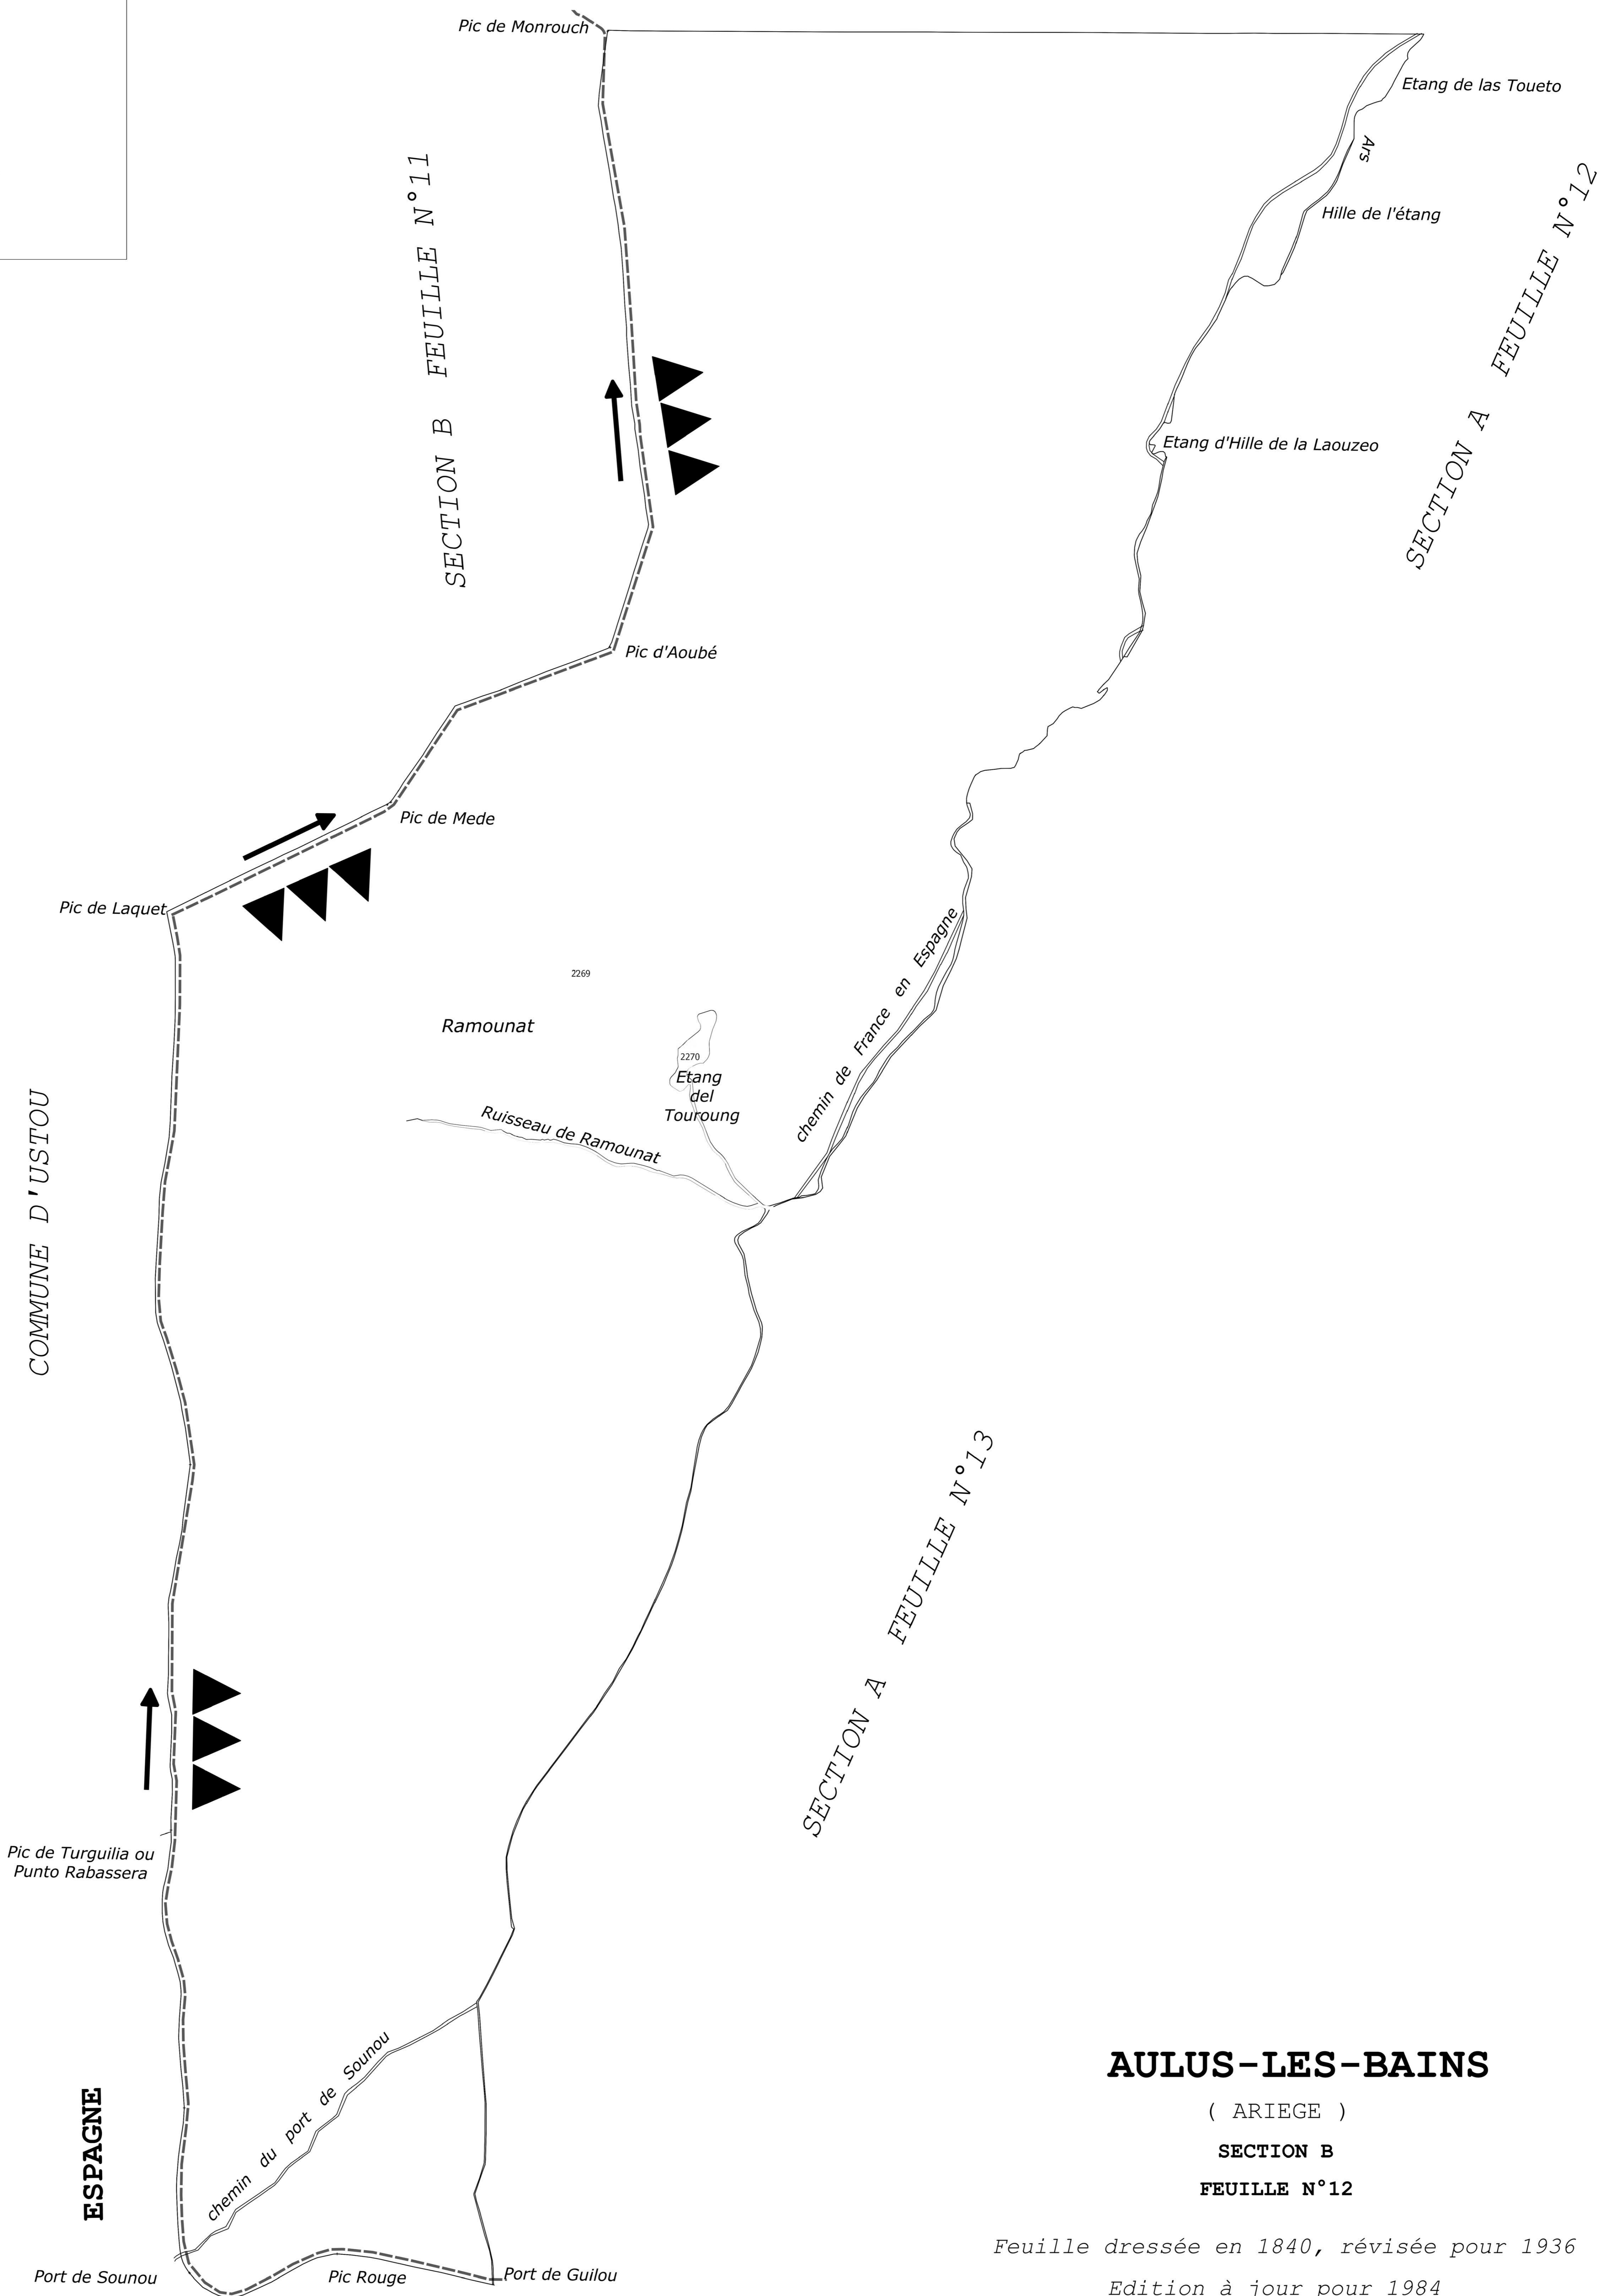 Pic de Monrouch
Etang de las Toueto
Ars
SECTION B FEUILLE N°11
Hille de l'étang
SECTION A FEUILLE N°12
Etang d'Hille de la Laouzeo
Pic d'Aoubé
Pic de Mede
Pic de Laquet
2269
chemin de France en Espagne
Ramounat
2270
Etang
del
Touroung
Ruisseau de Ramounat
COMMUNE D'USTOU
SECTION A FEUILLE N°13
Pic de Turguilia ou
Punto Rabassera
chemin du port de Sounou
ESPAGNE
Port de Sounou
Pic Rouge
Port de Guilou
AULUS-LES-BAINS
( ARIEGE )
SECTION B
FEUILLE N°12
Feuille dressée en 1840, révisée pour 1936
Edition à jour pour 1984